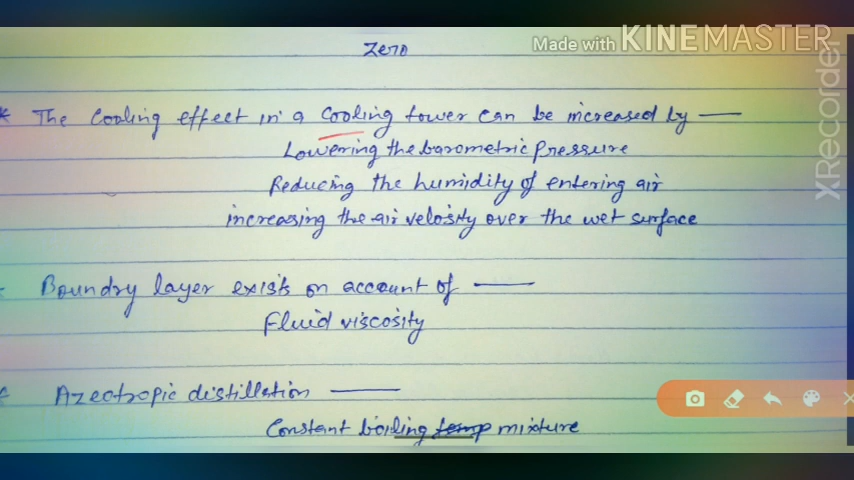 Zero
Made with KINEMASTER
XRecorder
* The Cooling effect in a Cooling tower can be increased by —
Lowering the barometric pressure
Reducing the humidity of entering air
increasing the air velosity over the wet surface
Boundry layer exists on account of —
Fluid viscosity
Azeotropic distillation —
Constant boiling temp mixture